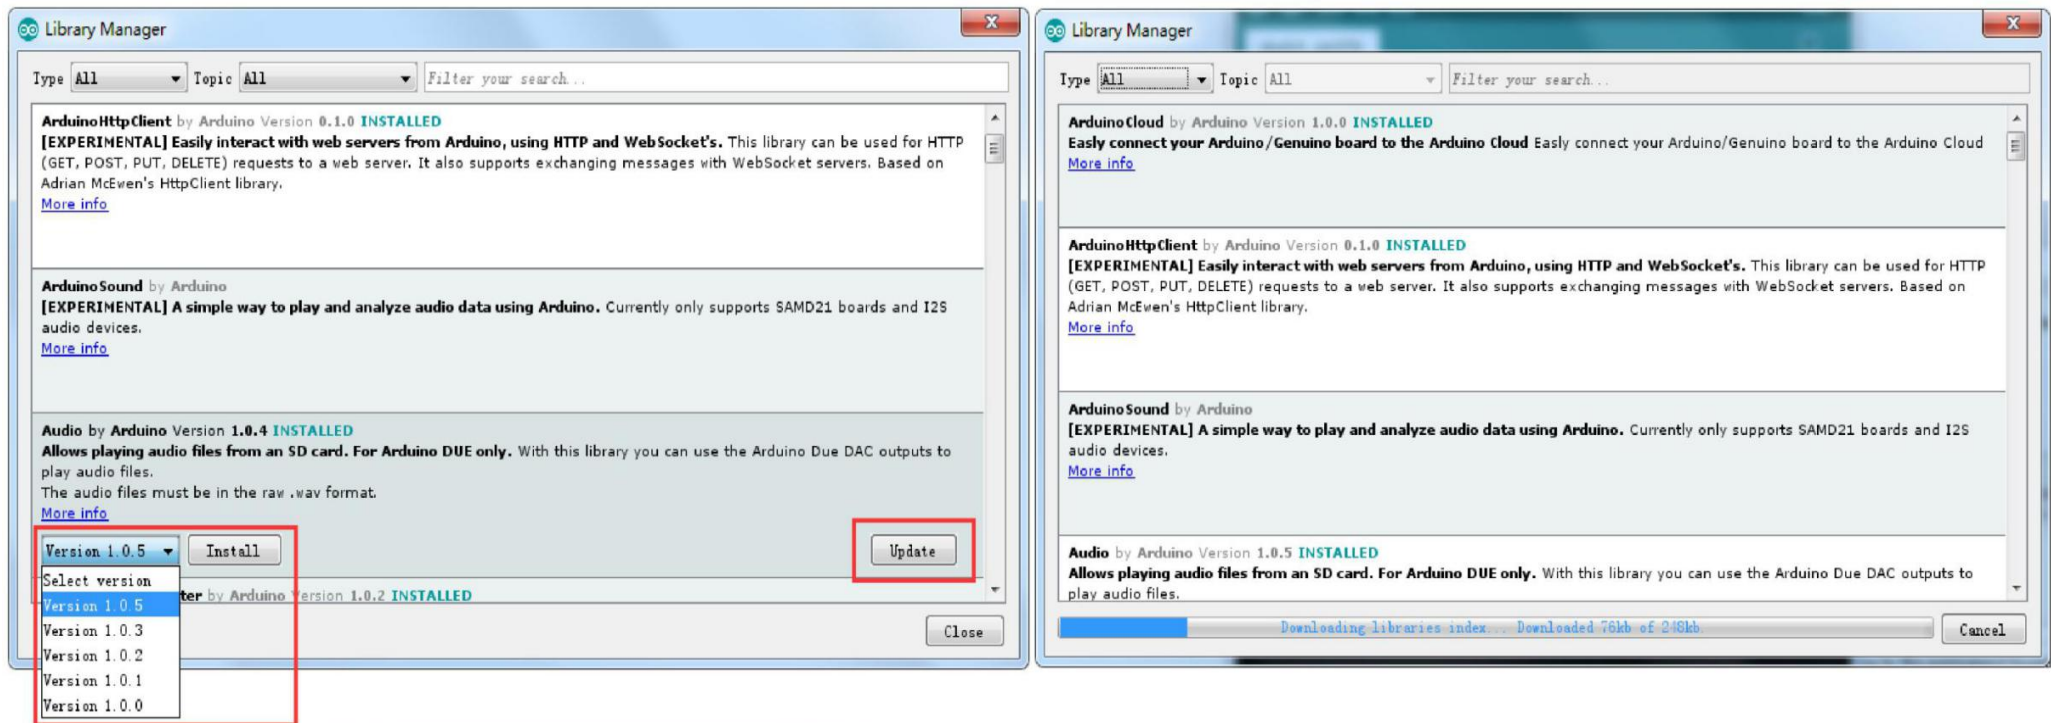 Library Manager
Type All Topic All Filter your search...
ArduinoHttpClient by Arduino Version 0.1.0 INSTALLED
[EXPERIMENTAL] Easily interact with web servers from Arduino, using HTTP and WebSocket's. This library can be used for HTTP
(GET, POST, PUT, DELETE) requests to a web server. It also supports exchanging messages with WebSocket servers. Based on
Adrian McEwen's HttpClient library.
More info
ArduinoSound by Arduino
[EXPERIMENTAL] A simple way to play and analyze audio data using Arduino. Currently only supports SAMD21 boards and I2S
audio devices.
More info
Audio by Arduino Version 1.0.4 INSTALLED
Allows playing audio files from an SD card. For Arduino DUE only. With this library you can use the Arduino Due DAC outputs to
play audio files.
The audio files must be in the raw .wav format.
More info
Version 1.0.5 Install Update
Select version
Version 1.0.5
ter by Arduino Version 1.0.2 INSTALLED
Version 1.0.3
Version 1.0.2
Version 1.0.1
Version 1.0.0
Close
Library Manager
Type All Topic All Filter your search...
ArduinoCloud by Arduino Version 1.0.0 INSTALLED
Easly connect your Arduino/Genuino board to the Arduino Cloud Easly connect your Arduino/Genuino board to the Arduino Cloud
More info
ArduinoHttpClient by Arduino Version 0.1.0 INSTALLED
[EXPERIMENTAL] Easily interact with web servers from Arduino, using HTTP and WebSocket's. This library can be used for HTTP
(GET, POST, PUT, DELETE) requests to a web server. It also supports exchanging messages with WebSocket servers. Based on
Adrian McEwen's HttpClient library.
More info
ArduinoSound by Arduino
[EXPERIMENTAL] A simple way to play and analyze audio data using Arduino. Currently only supports SAMD21 boards and I2S
audio devices.
More info
Audio by Arduino Version 1.0.5 INSTALLED
Allows playing audio files from an SD card. For Arduino DUE only. With this library you can use the Arduino Due DAC outputs to
play audio files.
Downloading libraries index... Downloaded 76kb of 248kb.
Cancel